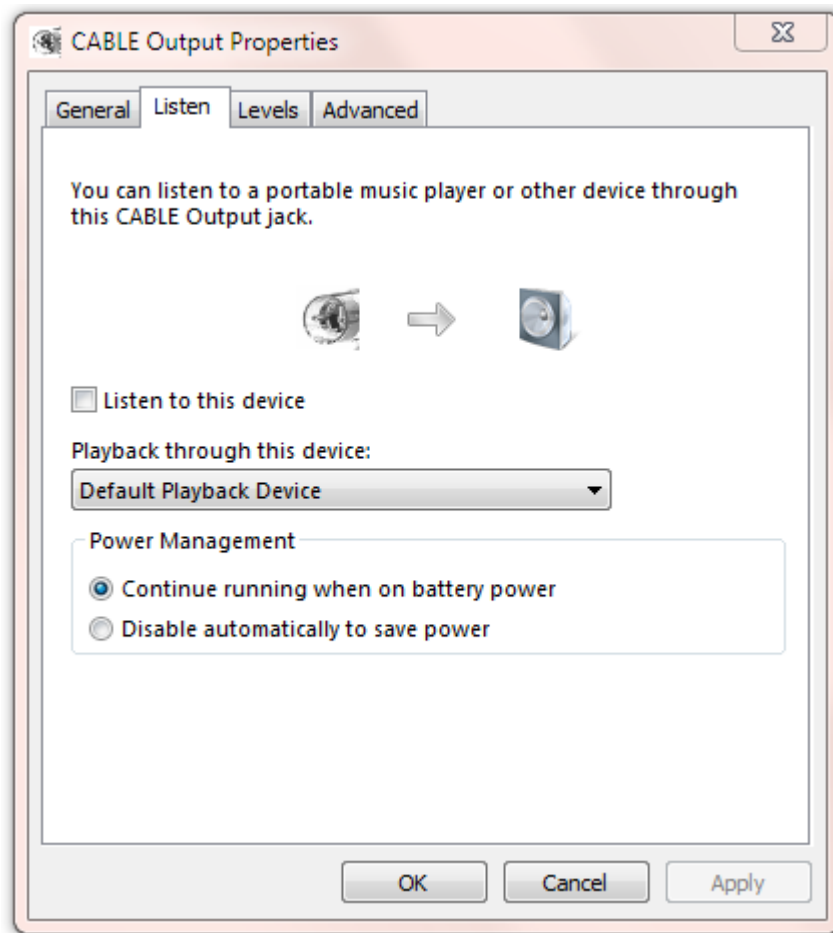 CABLE Output Properties
General Listen Levels Advanced
You can listen to a portable music player or other device through
this CABLE Output jack.
Listen to this device
Playback through this device:
Default Playback Device
Power Management
Continue running when on battery power
Disable automatically to save power
OK Cancel Apply